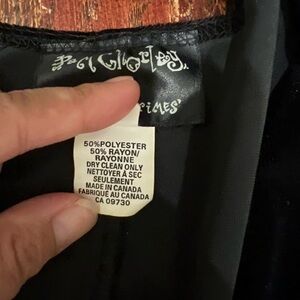 50%POLYESTER
50% RAYON/
RAYONNE
DRY CLEAN ONLY
NETTOYER À SEC
SEULEMENT
MADE IN CANADA
FABRIQUÉ AU CANADA
CA 09730